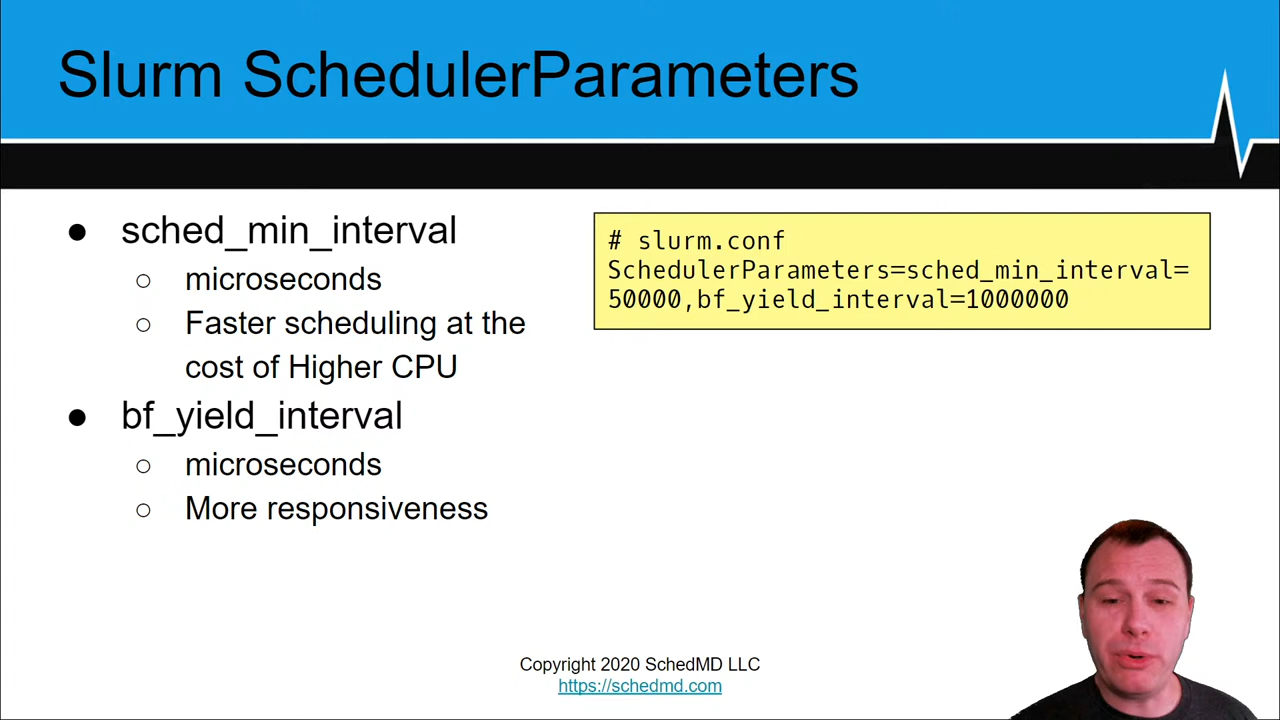 Slurm SchedulerParameters
● sched_min_interval
○ microseconds
○ Faster scheduling at the
cost of Higher CPU
● bf_yield_interval
○ microseconds
○ More responsiveness
# slurm.conf
SchedulerParameters=sched_min_interval=
50000,bf_yield_interval=1000000
Copyright 2020 SchedMD LLC
https://schedmd.com